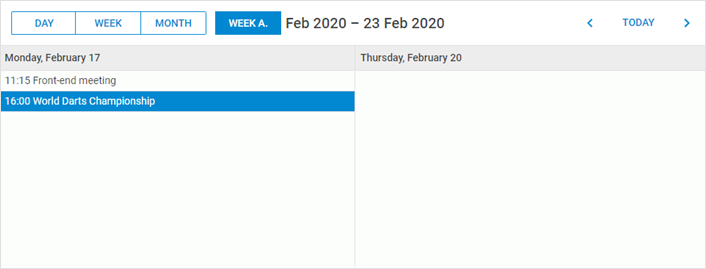 DAY WEEK MONTH WEEK A. Feb 2020 – 23 Feb 2020 TODAY
Monday, February 17
11:15 Front-end meeting
16:00 World Darts Championship
Thursday, February 20